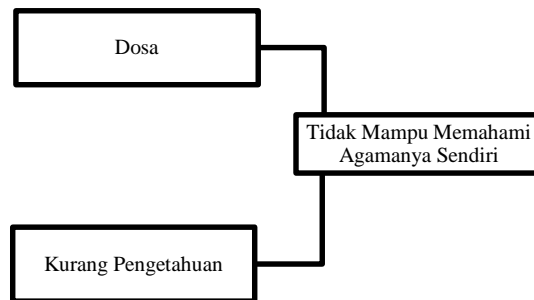 Dosa
Tidak Mampu Memahami
Agamanya Sendiri
Kurang Pengetahuan